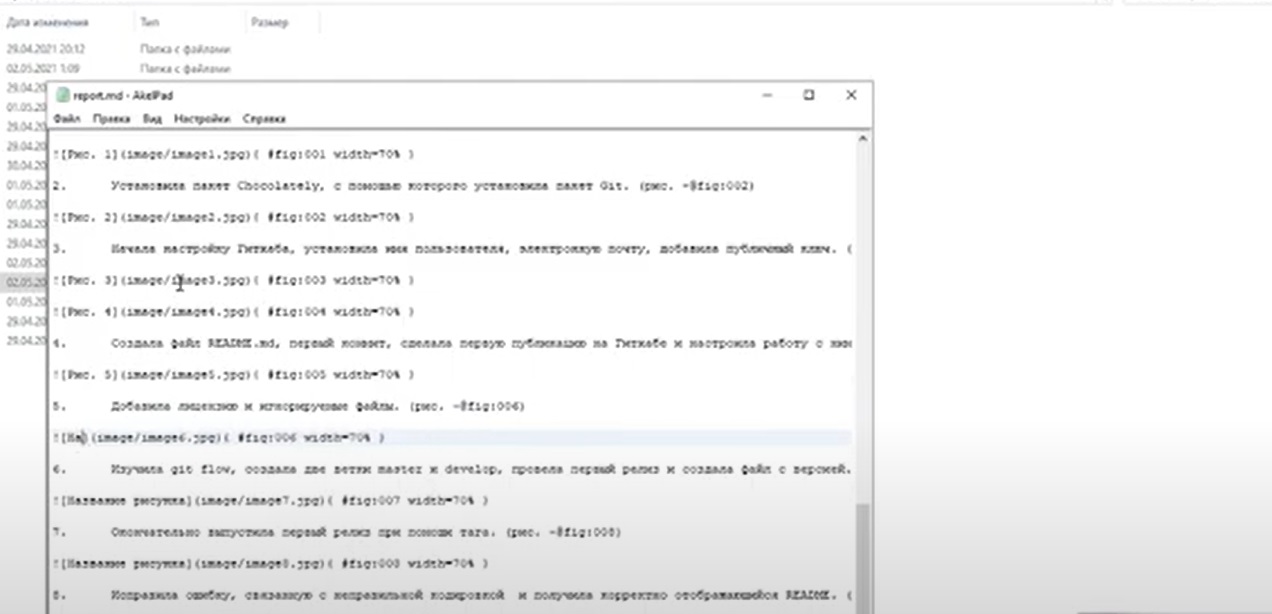 Дата изменения Тип Размер
29.04.2021 20:12 Папка с файлами
02.05.2021 1:09 Папка с файлами
29.04.20
01.05.20
29.04.20
29.04.20
30.04.20
01.05.20
01.05.20
29.04.20
29.04.20
02.05.20
02.05.20
01.05.20
29.04.20
29.04.20
report.md - AkelPad
Файл Правка Вид Настройки Справка
![Рис. 1](image/image1.jpg){ #fig:001 width=70% }
2. Установила пакет Chocolately, с помощью которого установила пакет Git. (рис. -@fig:002)
![Рис. 2](image/image2.jpg){ #fig:002 width=70% }
3. Начала настройку Гитхаба, установила имя пользователя, электронную почту, добавила публичный ключ. (
![Рис. 3](image/image3.jpg){ #fig:003 width=70% }
![Рис. 4](image/image4.jpg){ #fig:004 width=70% }
4. Создала файл README.md, первый коммит, сделала первую публикацию на Гитхабе и настроила работу с ним
![Рис. 5](image/image5.jpg){ #fig:005 width=70% }
5. Добавила лицензию и игнорируемые файлы. (рис. -@fig:006)
![На](image/image6.jpg){ #fig:006 width=70% }
6. Изучила git flow, создала две ветки master и develop, провела первый релиз и создала файл с версией.
![Название рисунка](image/image7.jpg){ #fig:007 width=70% }
7. Окончательно выпустила первый релиз при помощи тага. (рис. -@fig:008)
![Название рисунка](image/image8.jpg){ #fig:008 width=70% }
8. Исправила ошибку, связанную с неправильной кодировкой и получила корректно отображающийся README. (